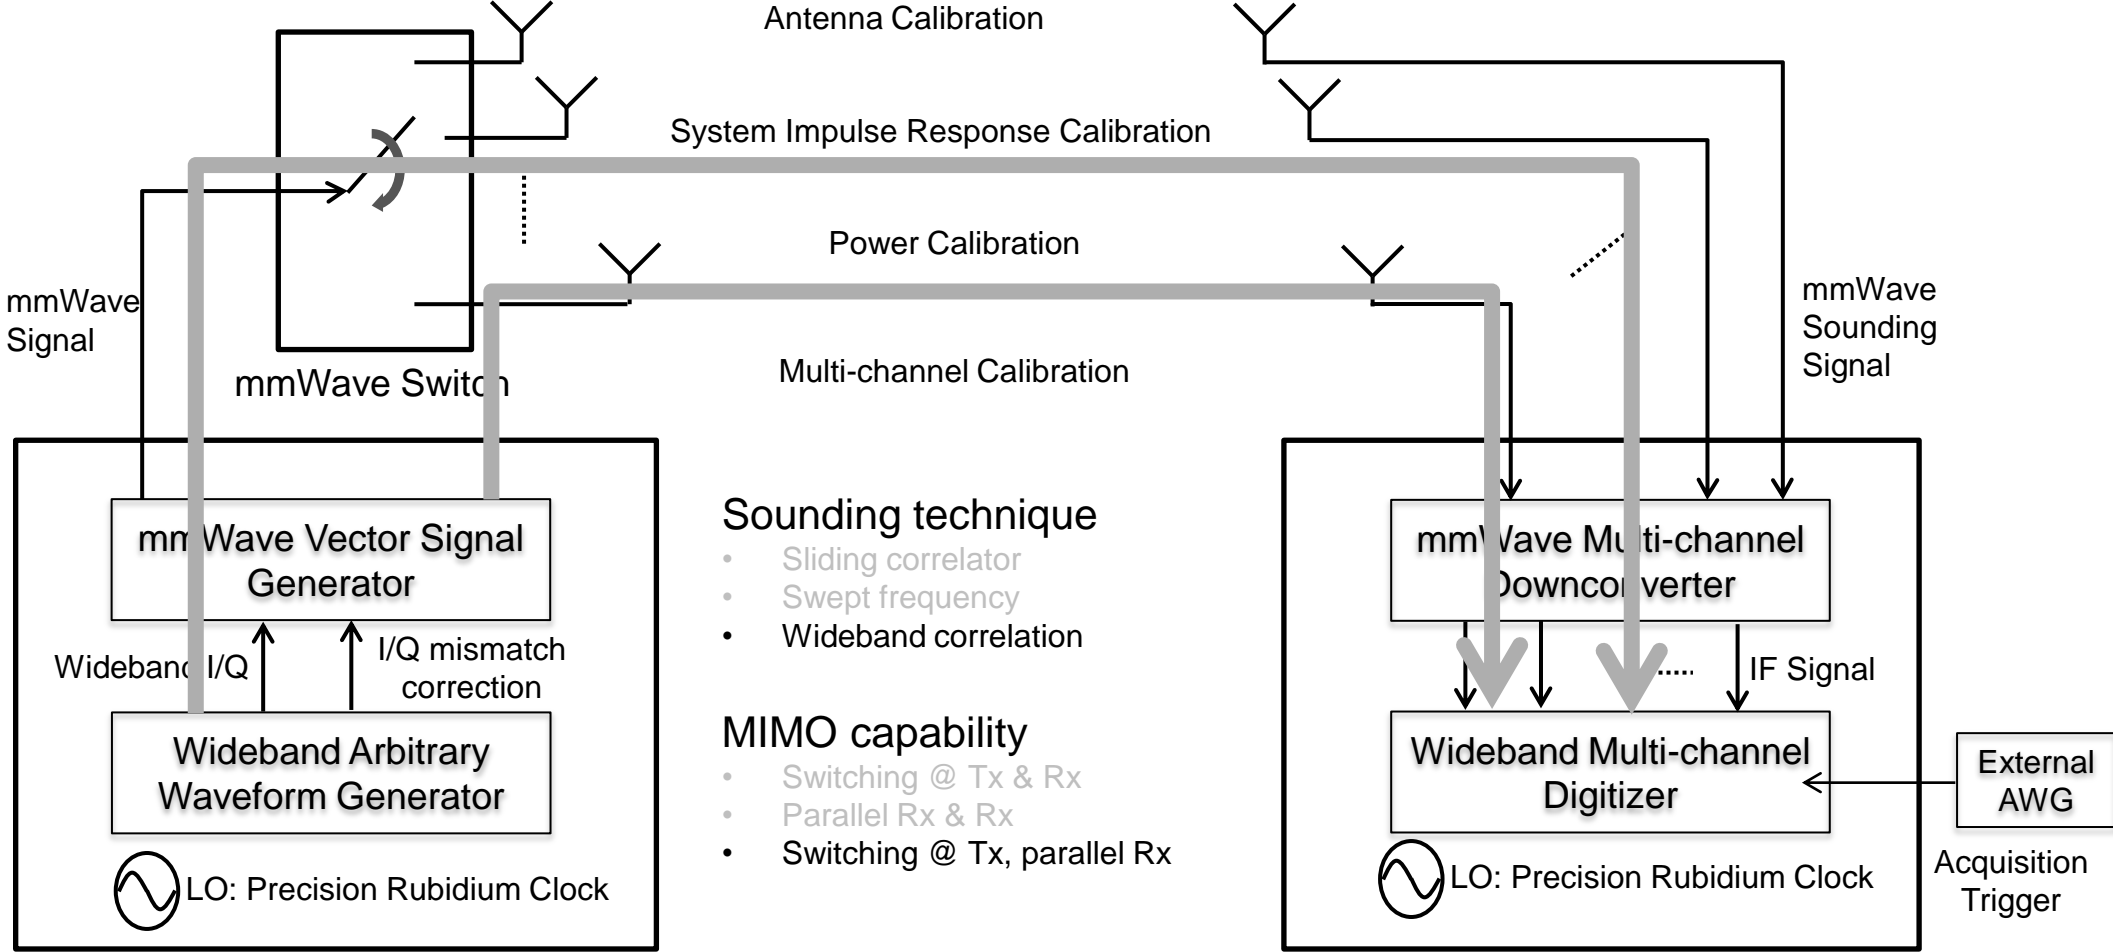 Antenna Calibration
System Impulse Response Calibration
Power Calibration
mmWave
Signal
mmWave
Sounding
Signal
mmWave Switch
Multi-channel Calibration
mmWave Vector Signal
Generator
Wideband I/Q
I/Q mismatch
correction
Wideband Arbitrary
Waveform Generator
LO: Precision Rubidium Clock
Sounding technique
• Sliding correlator
• Swept frequency
• Wideband correlation
MIMO capability
• Switching @ Tx & Rx
• Parallel Rx & Rx
• Switching @ Tx, parallel Rx
mmWave Multi-channel
Downconverter
IF Signal
Wideband Multi-channel
Digitizer
LO: Precision Rubidium Clock
External
AWG
Acquisition
Trigger